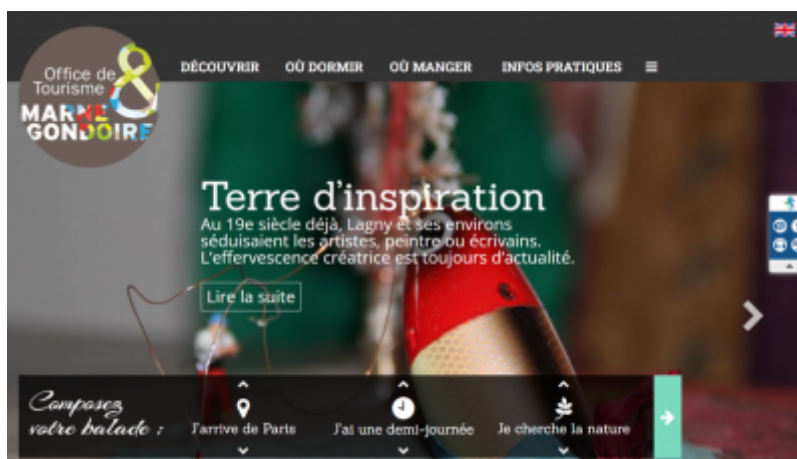 Office de
Tourisme
&
MARNE
GONDOIRE
DÉCOUVRIR OÙ DORMIR OÙ MANGER INFOS PRATIQUES
Terre d'inspiration
Au 19e siècle déjà, Lagny et ses environs
séduisaient les artistes, peintre ou écrivains.
L'effervescence créatrice est toujours d'actualité.
Lire la suite
Composez
votre balade :
J'arrive de Paris J'ai une demi-journée Je cherche la nature